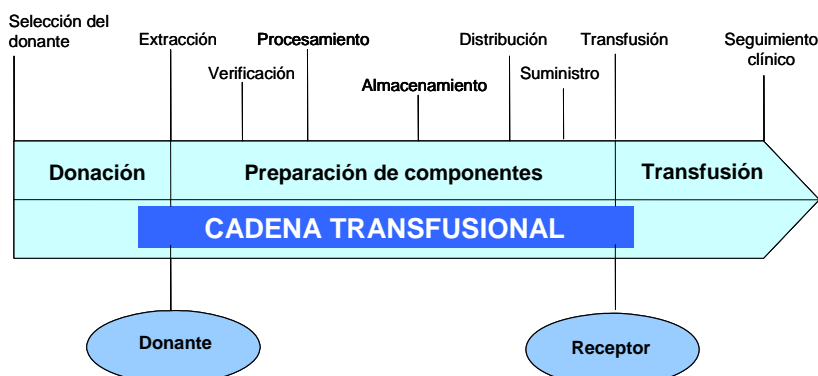 Selección del
donante
Extracción
Procesamiento
Distribución
Transfusión
Seguimiento
clínico
Verificación
Almacenamiento
Suministro
Donación
Preparación de componentes
Transfusión
CADENA TRANSFUSIONAL
Donante
Receptor